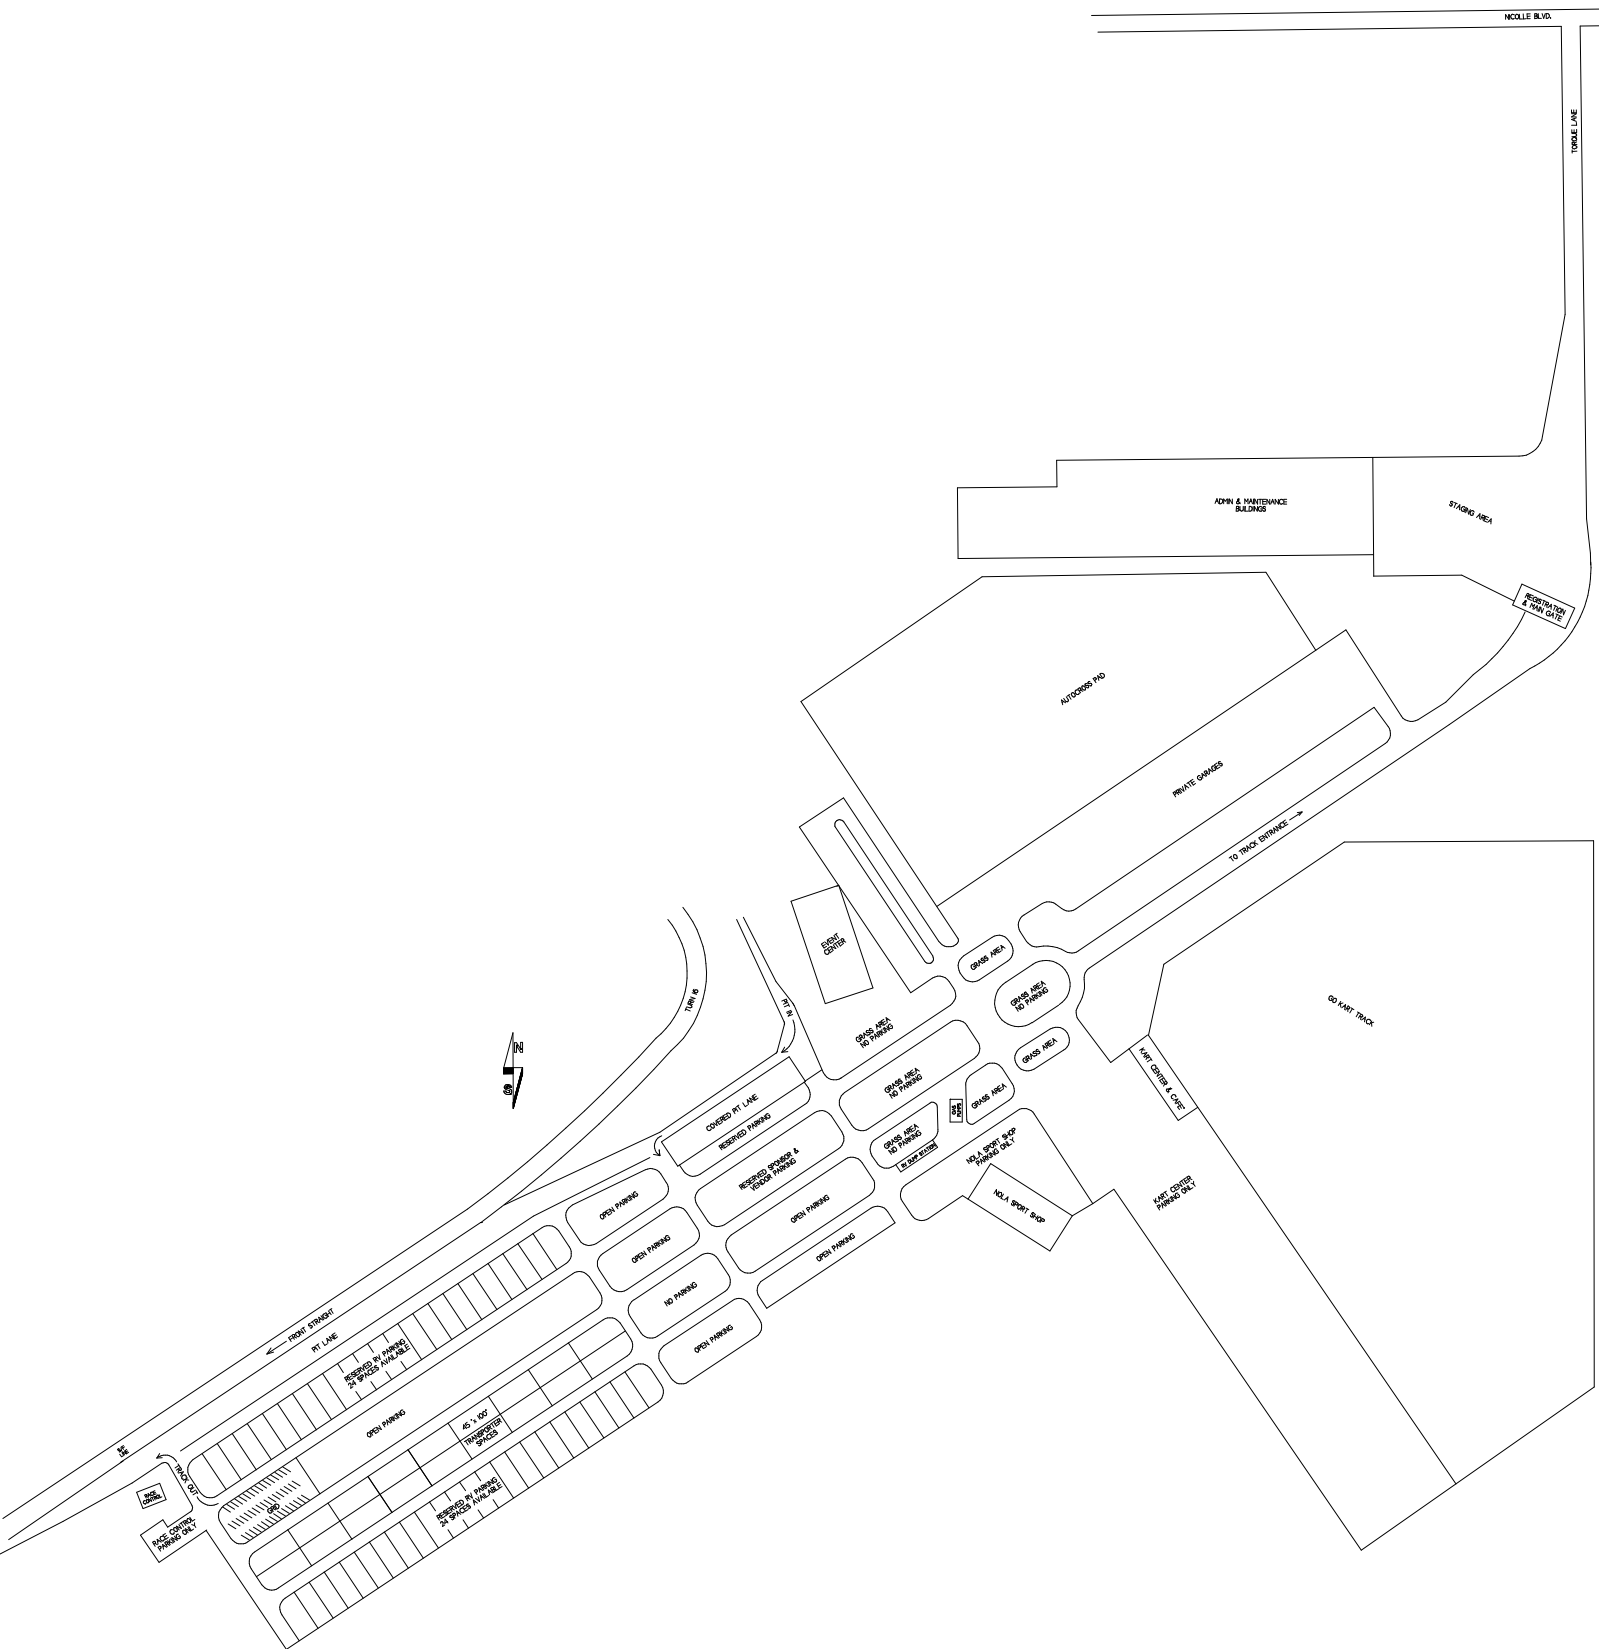 NICOLLE BLVD.
TORQUE LANE
ADMIN & MAINTENANCE
BUILDINGS
STAGING AREA
REGISTRATION
& MAIN GATE
AUTOCROSS PAD
PRIVATE GARAGES
TO TRACK ENTRANCE
EVENT
CENTER
GRASS AREA
GRASS AREA
NO PARKING
GO KART TRACK
TURN 16
PIT IN
GRASS AREA
NO PARKING
GRASS AREA
N
KART CENTER & CAFE'
GRASS AREA
NO PARKING
GRASS AREA
GAS
PUMPS
COVERED PIT LANE
RESERVED PARKING
GRASS AREA
NO PARKING
RV DUMP STATION
NOLA SPORT SHOP
PARKING ONLY
RESERVED SPONSOR &
VENDOR PARKING
KART CENTER
PARKING ONLY
NOLA SPORT SHOP
OPEN PARKING
OPEN PARKING
OPEN PARKING
OPEN PARKING
NO PARKING
OPEN PARKING
FRONT STRAIGHT
PIT LANE
RESERVED RV PARKING
24 SPACES AVAILABLE
OPEN PARKING
45' x 100'
TRANSPORTER
SPACES
S/F
LINE
TRACK OUT
RACE
CONTROL
GRID
RESERVED RV PARKING
24 SPACES AVAILABLE
RACE CONTROL
PARKING ONLY